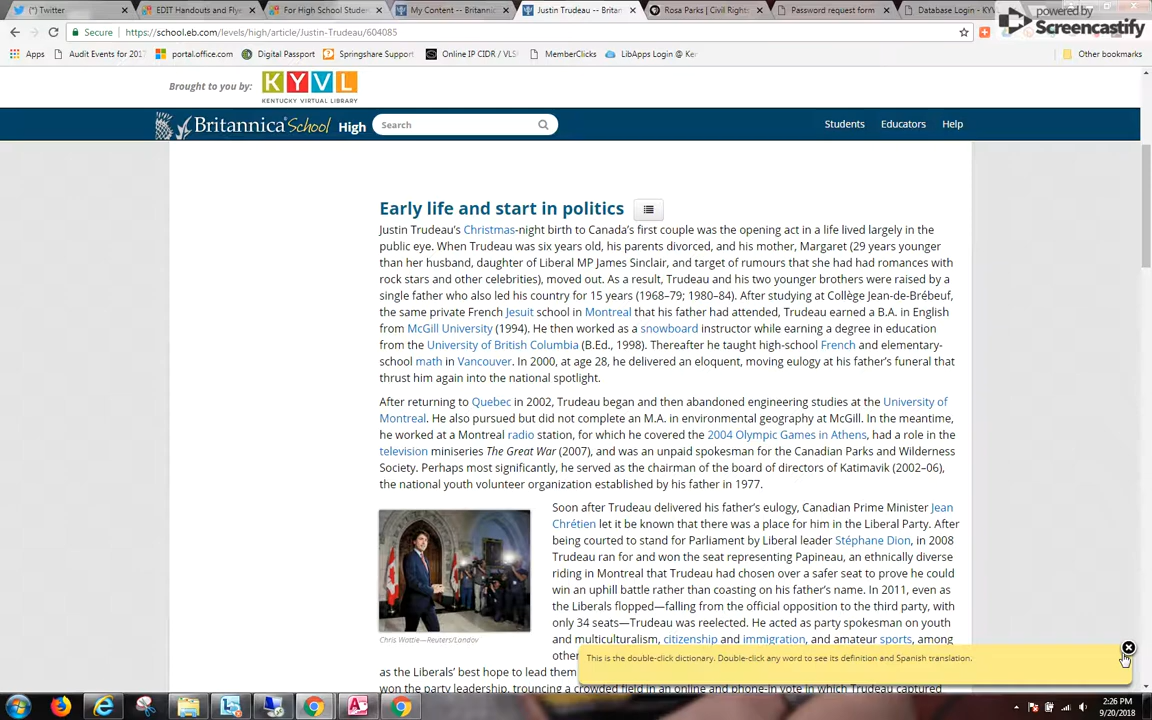 (*) Twitter
EDIT Handouts and Fly
For High School Studen
My Content -- Britannic
Justin Trudeau -- Britan
Rosa Parks | Civil Rights
Password request form
Database Login - KYV
powered by
Screencastify
Secure
https://school.eb.com/levels/high/article/Justin-Trudeau/604085
Apps
Audit Events for 2017
portal.office.com
Digital Passport
Springshare Support
Online IP CIDR / VLS
MemberClicks
LibApps Login @ Ke
Other bookmarks
Brought to you by:
KYVL
KENTUCKY VIRTUAL LIBRARY
Britannica School High
Search
Students
Educators
Help
Early life and start in politics
Justin Trudeau's Christmas-night birth to Canada's first couple was the opening act in a life lived largely in the
public eye. When Trudeau was six years old, his parents divorced, and his mother, Margaret (29 years younger
than her husband, daughter of Liberal MP James Sinclair, and target of rumours that she had had romances with
rock stars and other celebrities), moved out. As a result, Trudeau and his two younger brothers were raised by a
single father who also led his country for 15 years (1968–79; 1980–84). After studying at Collège Jean-de-Brébeuf,
the same private French Jesuit school in Montreal that his father had attended, Trudeau earned a B.A. in English
from McGill University (1994). He then worked as a snowboard instructor while earning a degree in education
from the University of British Columbia (B.Ed., 1998). Thereafter he taught high-school French and elementary-
school math in Vancouver. In 2000, at age 28, he delivered an eloquent, moving eulogy at his father's funeral that
thrust him again into the national spotlight.
After returning to Quebec in 2002, Trudeau began and then abandoned engineering studies at the University of
Montreal. He also pursued but did not complete an M.A. in environmental geography at McGill. In the meantime,
he worked at a Montreal radio station, for which he covered the 2004 Olympic Games in Athens, had a role in the
television miniseries The Great War (2007), and was an unpaid spokesman for the Canadian Parks and Wilderness
Society. Perhaps most significantly, he served as the chairman of the board of directors of Katimavik (2002–06),
the national youth volunteer organization established by his father in 1977.
Soon after Trudeau delivered his father's eulogy, Canadian Prime Minister Jean
Chrétien let it be known that there was a place for him in the Liberal Party. After
being courted to stand for Parliament by Liberal leader Stéphane Dion, in 2008
Trudeau ran for and won the seat representing Papineau, an ethnically diverse
riding in Montreal that Trudeau had chosen over a safer seat to prove he could
win an uphill battle rather than coasting on his father's name. In 2011, even as
the Liberals flopped—falling from the official opposition to the third party, with
only 34 seats—Trudeau was reelected. He acted as party spokesman on youth
and multiculturalism, citizenship and immigration, and amateur sports, among
Chris Wattie—Reuters/Landov
This is the double-click dictionary. Double-click any word to see its definition and Spanish translation.
as the Liberals' best hope to lead them
won the party leadership, trouncing a crowded field in an online and phone-in vote in which Trudeau captured
2:26 PM
9/20/2018